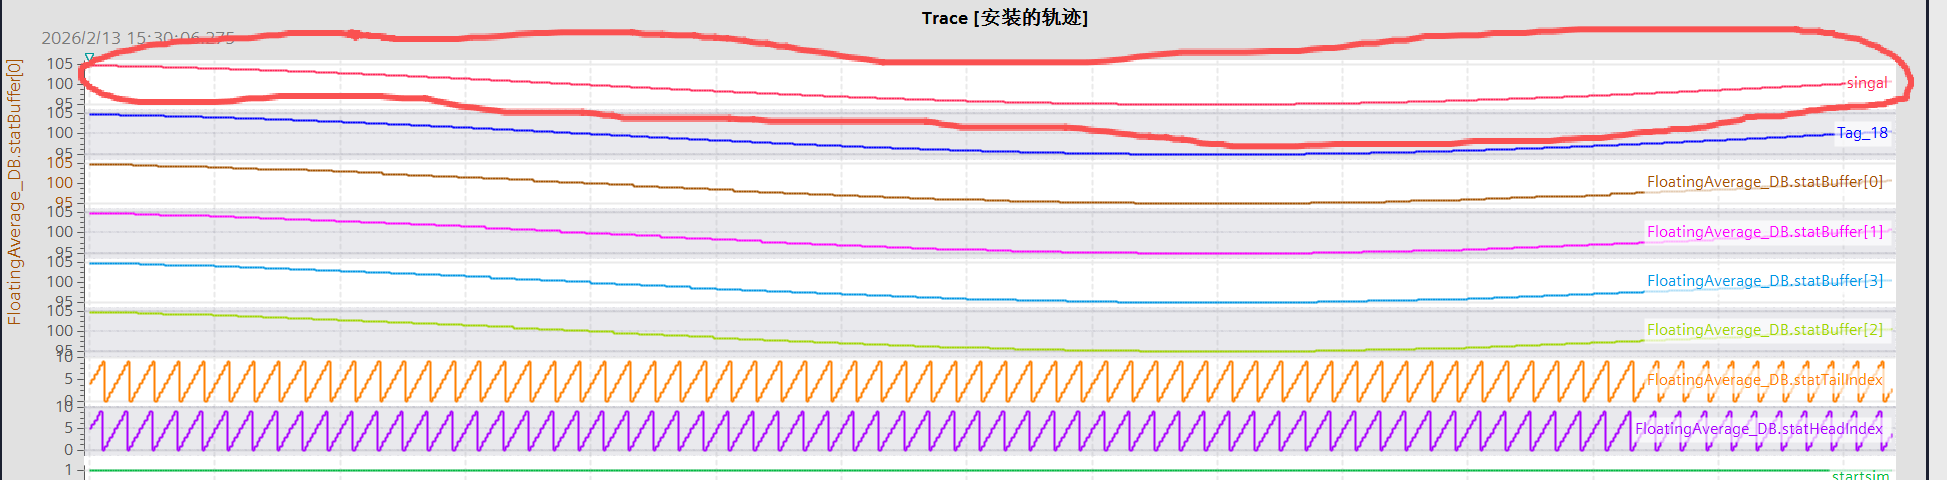 Trace [安装的轨迹]
2026/2/13 15:30:06.275
FloatingAverage_DB.statBuffer[0]
105
100
95
singal
105
100
95
Tag_18
105
100
95
FloatingAverage_DB.statBuffer[0]
105
100
95
FloatingAverage_DB.statBuffer[1]
105
100
95
FloatingAverage_DB.statBuffer[3]
105
100
95
FloatingAverage_DB.statBuffer[2]
10
5
0
FloatingAverage_DB.statTailIndex
10
5
0
FloatingAverage_DB.statHeadIndex
1
startsim